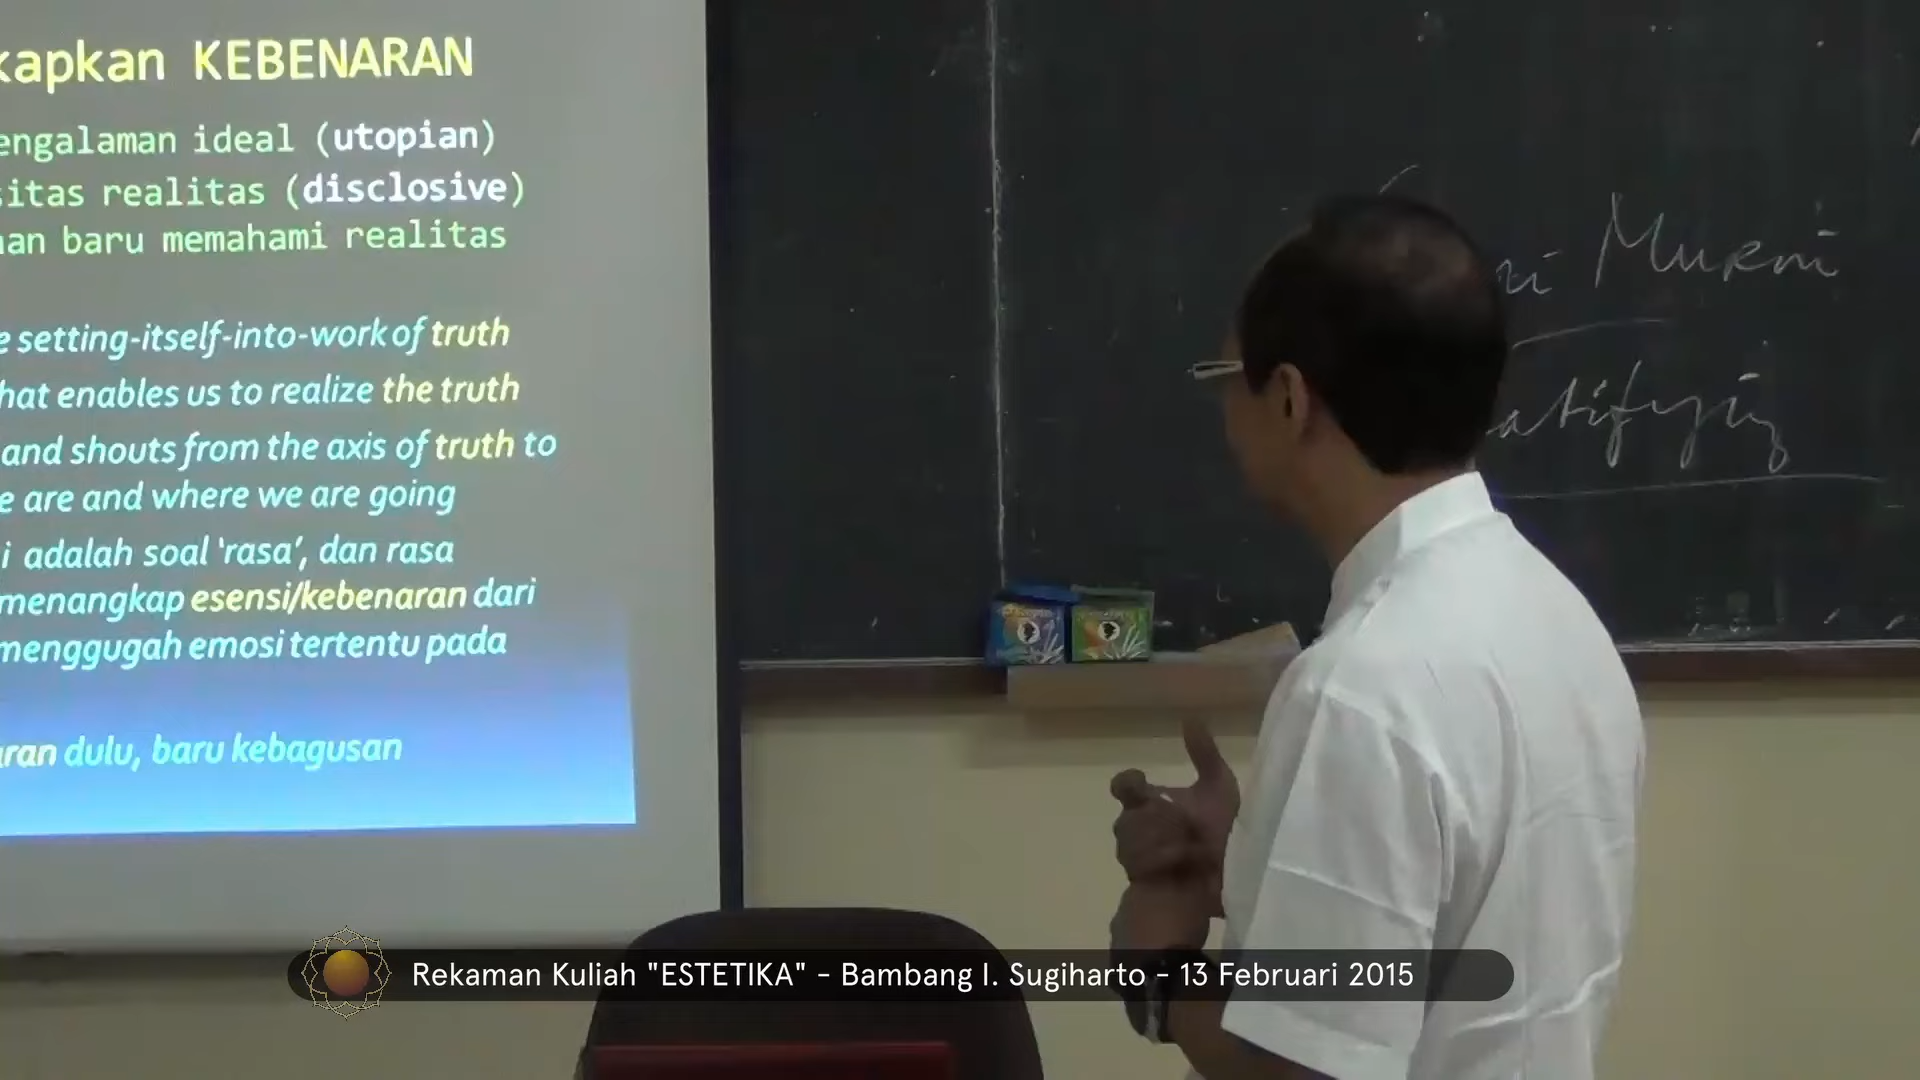 kapkan KEBENARAN
engalaman ideal (utopian)
sitas realitas (disclosive)
an baru memahami realitas
e setting-itself-into-work of truth
hat enables us to realize the truth
and shouts from the axis of truth to
e are and where we are going
i adalah soal 'rasa', dan rasa
menangkap esensi/kebenaran dari
menggugah emosi tertentu pada
aran dulu, baru kebagusan
ni Murni
atifying
Rekaman Kuliah "ESTETIKA" - Bambang I. Sugiharto - 13 Februari 2015